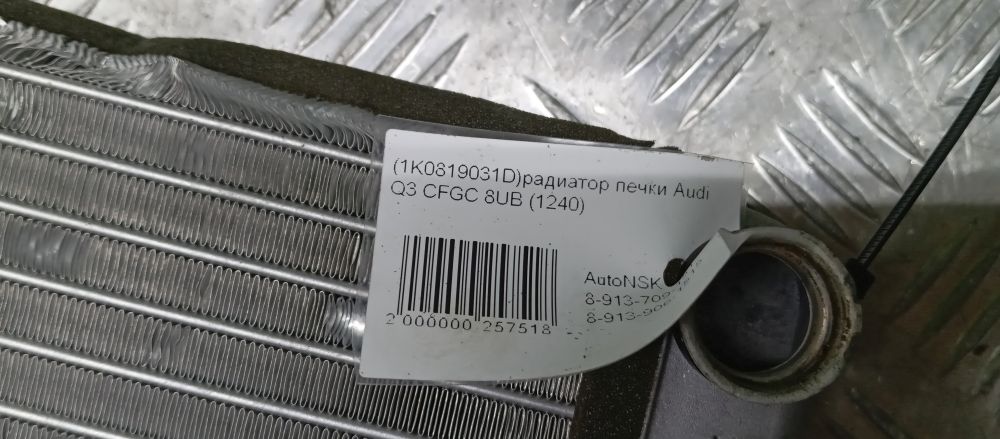 (1K0819031D)радиатор печки Audi
Q3 CFGC 8UB (1240)
AutoNSK
2 000000 257518